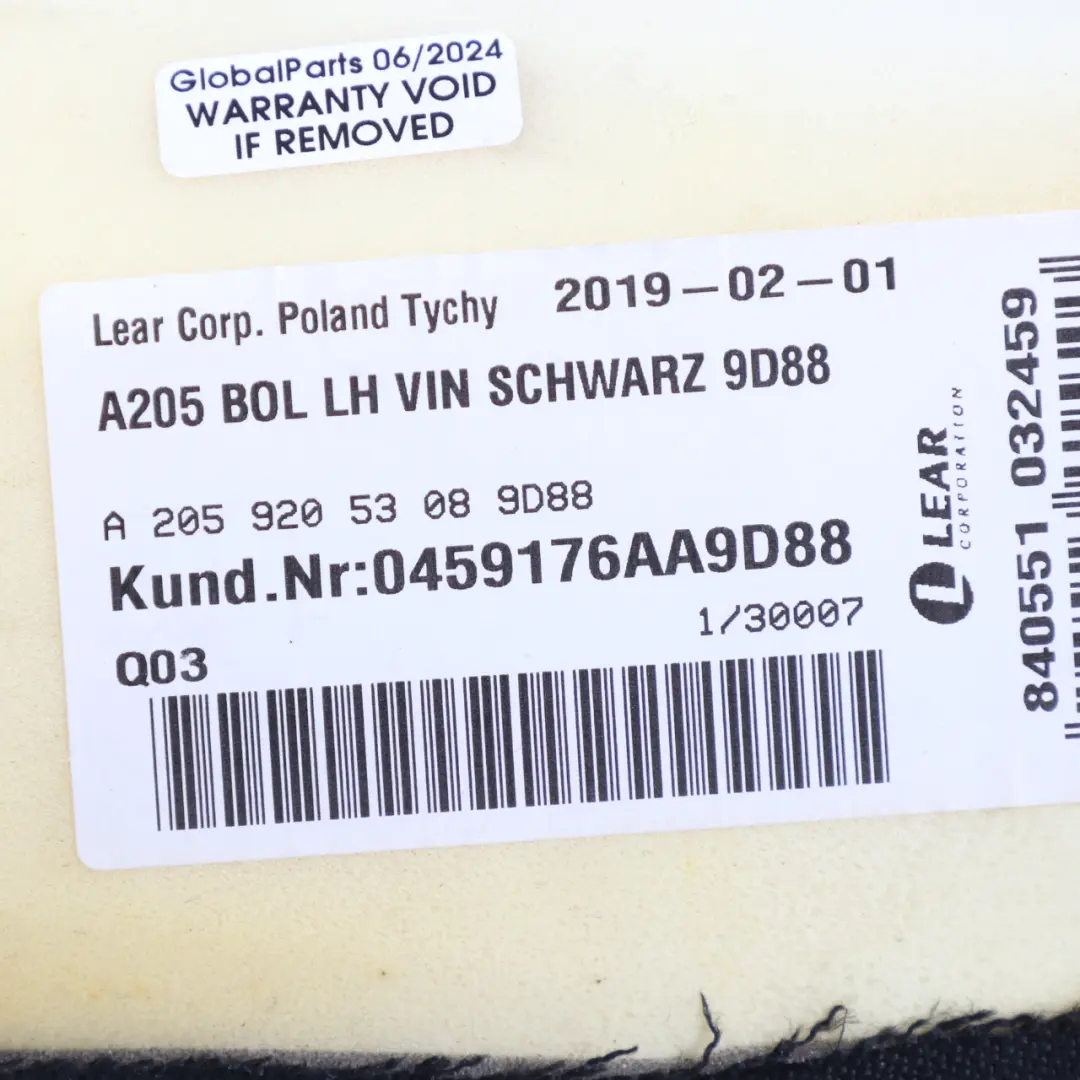 GlobalParts 06/2024
WARRANTY VOID
IF REMOVED
Lear Corp. Poland Tychy 2019-02-01
A205 BOL LH VIN SCHWARZ 9D88
A 205 920 53 08 9D88
Kund.Nr:0459176AA9D88
1/30007
Q03
LEAR
CORPORATION
8405551 032459